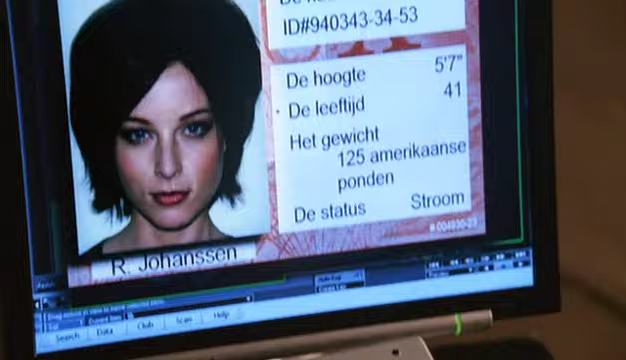 ID#940343-34-53
De hoogte 5'7"
De leeftijd 41
Het gewicht
125 amerikaanse
ponden
De status Stroom
R. Johanssen
Search Data Club Scan Help